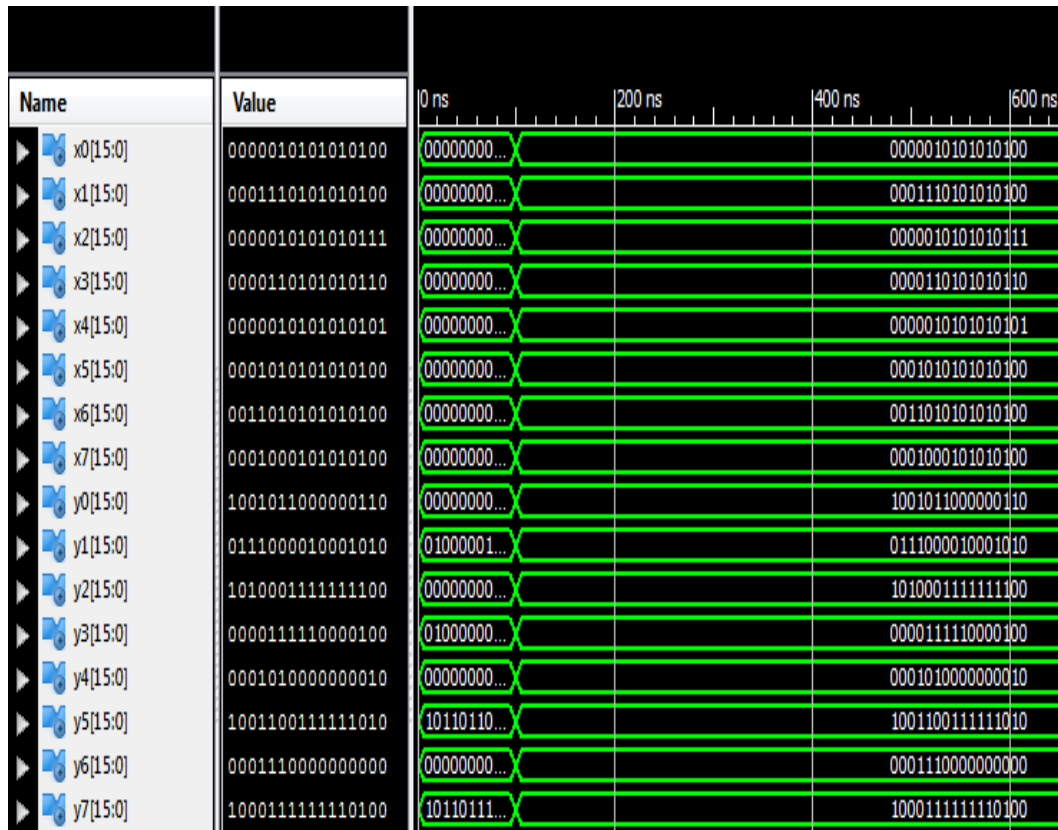 Name Value 0 ns 200 ns 400 ns 600 ns
x0[15:0] 0000010101010100 00000000... 0000010101010100
x1[15:0] 0001110101010100 00000000... 0001110101010100
x2[15:0] 0000010101010111 00000000... 0000010101010111
x3[15:0] 0000110101010110 00000000... 0000110101010110
x4[15:0] 0000010101010101 00000000... 0000010101010101
x5[15:0] 0001010101010100 00000000... 0001010101010100
x6[15:0] 0011010101010100 00000000... 0011010101010100
x7[15:0] 0001000101010100 00000000... 0001000101010100
y0[15:0] 1001011000000110 00000000... 1001011000000110
y1[15:0] 0111000010001010 01000001... 0111000010001010
y2[15:0] 1010001111111100 00000000... 1010001111111100
y3[15:0] 0000111110000100 01000000... 0000111110000100
y4[15:0] 0001010000000010 00000000... 0001010000000010
y5[15:0] 1001100111111010 10110110... 1001100111111010
y6[15:0] 0001110000000000 00000000... 0001110000000000
y7[15:0] 1000111111110100 10110111... 1000111111110100